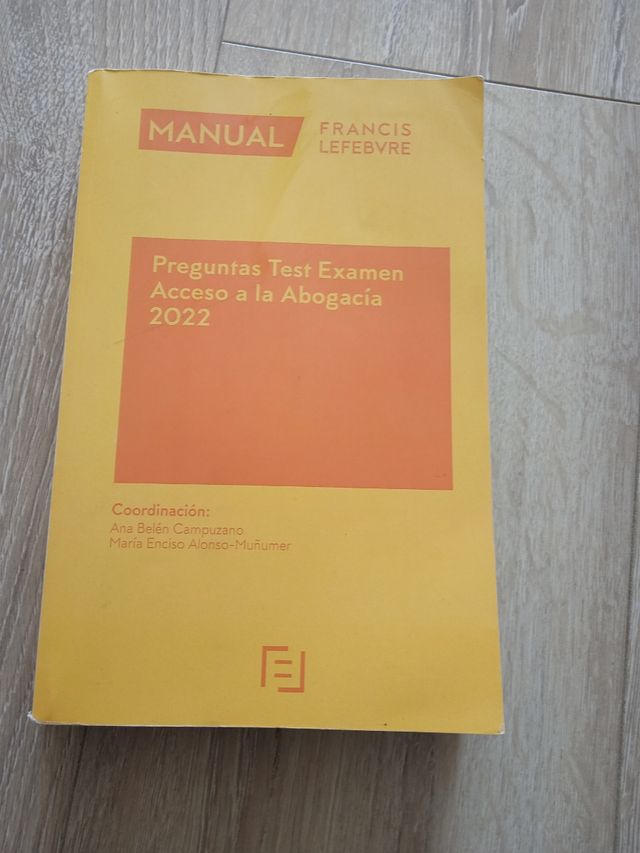 MANUAL
FRANCIS
LEFEBVRE
Preguntas Test Examen
Acceso a la Abogacía
2022
Coordinación:
Ana Belén Campuzano
María Enciso Alonso-Muñumer